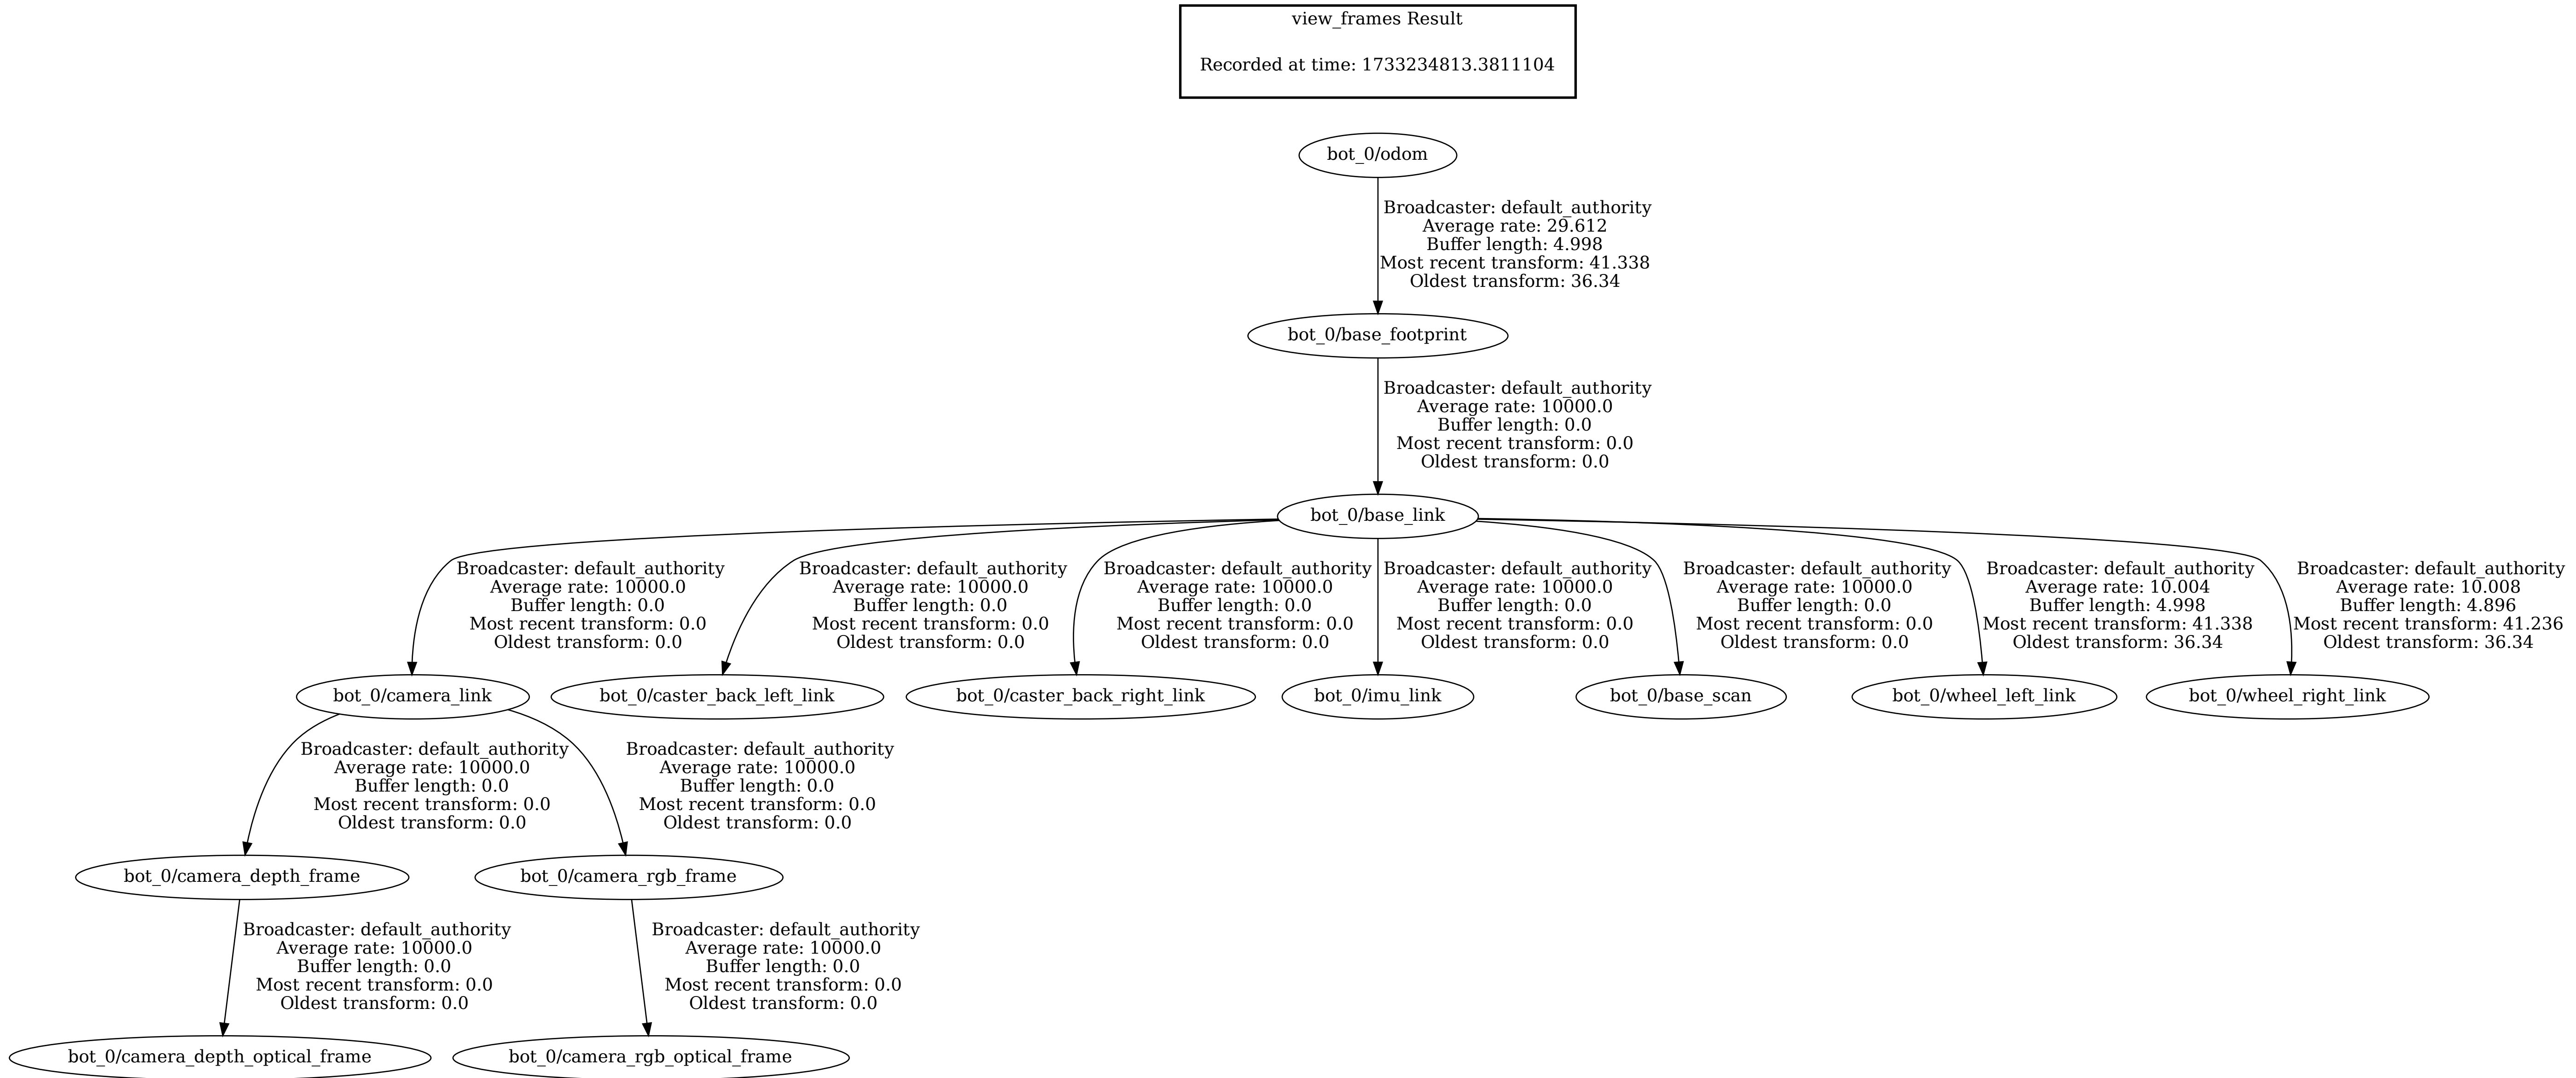 view_frames Result
Recorded at time: 1733234813.3811104
bot_0/odom
Broadcaster: default_authority
Average rate: 29.612
Buffer length: 4.998
Most recent transform: 41.338
Oldest transform: 36.34
bot_0/base_footprint
Broadcaster: default_authority
Average rate: 10000.0
Buffer length: 0.0
Most recent transform: 0.0
Oldest transform: 0.0
bot_0/base_link
Broadcaster: default_authority
Average rate: 10000.0
Buffer length: 0.0
Most recent transform: 0.0
Oldest transform: 0.0
Broadcaster: default_authority
Average rate: 10000.0
Buffer length: 0.0
Most recent transform: 0.0
Oldest transform: 0.0
Broadcaster: default_authority
Average rate: 10000.0
Buffer length: 0.0
Most recent transform: 0.0
Oldest transform: 0.0
Broadcaster: default_authority
Average rate: 10000.0
Buffer length: 0.0
Most recent transform: 0.0
Oldest transform: 0.0
Broadcaster: default_authority
Average rate: 10000.0
Buffer length: 0.0
Most recent transform: 0.0
Oldest transform: 0.0
Broadcaster: default_authority
Average rate: 10.004
Buffer length: 4.998
Most recent transform: 41.338
Oldest transform: 36.34
Broadcaster: default_authority
Average rate: 10.008
Buffer length: 4.896
Most recent transform: 41.236
Oldest transform: 36.34
bot_0/camera_link
bot_0/caster_back_left_link
bot_0/caster_back_right_link
bot_0/imu_link
bot_0/base_scan
bot_0/wheel_left_link
bot_0/wheel_right_link
Broadcaster: default_authority
Average rate: 10000.0
Buffer length: 0.0
Most recent transform: 0.0
Oldest transform: 0.0
Broadcaster: default_authority
Average rate: 10000.0
Buffer length: 0.0
Most recent transform: 0.0
Oldest transform: 0.0
bot_0/camera_depth_frame
bot_0/camera_rgb_frame
Broadcaster: default_authority
Average rate: 10000.0
Buffer length: 0.0
Most recent transform: 0.0
Oldest transform: 0.0
Broadcaster: default_authority
Average rate: 10000.0
Buffer length: 0.0
Most recent transform: 0.0
Oldest transform: 0.0
bot_0/camera_depth_optical_frame
bot_0/camera_rgb_optical_frame